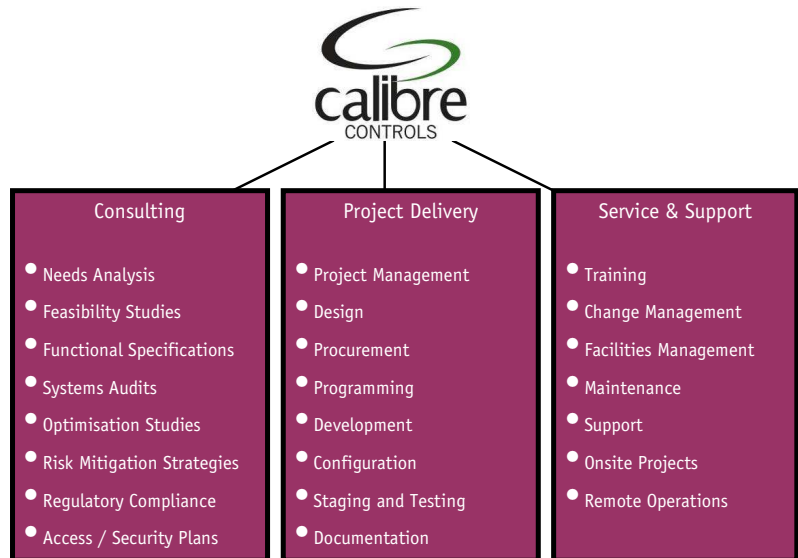 calibre
CONTROLS
Consulting
Needs Analysis
Feasibility Studies
Functional Specifications
Systems Audits
Optimisation Studies
Risk Mitigation Strategies
Regulatory Compliance
Access / Security Plans
Project Delivery
Project Management
Design
Procurement
Programming
Development
Configuration
Staging and Testing
Documentation
Service & Support
Training
Change Management
Facilities Management
Maintenance
Support
Onsite Projects
Remote Operations